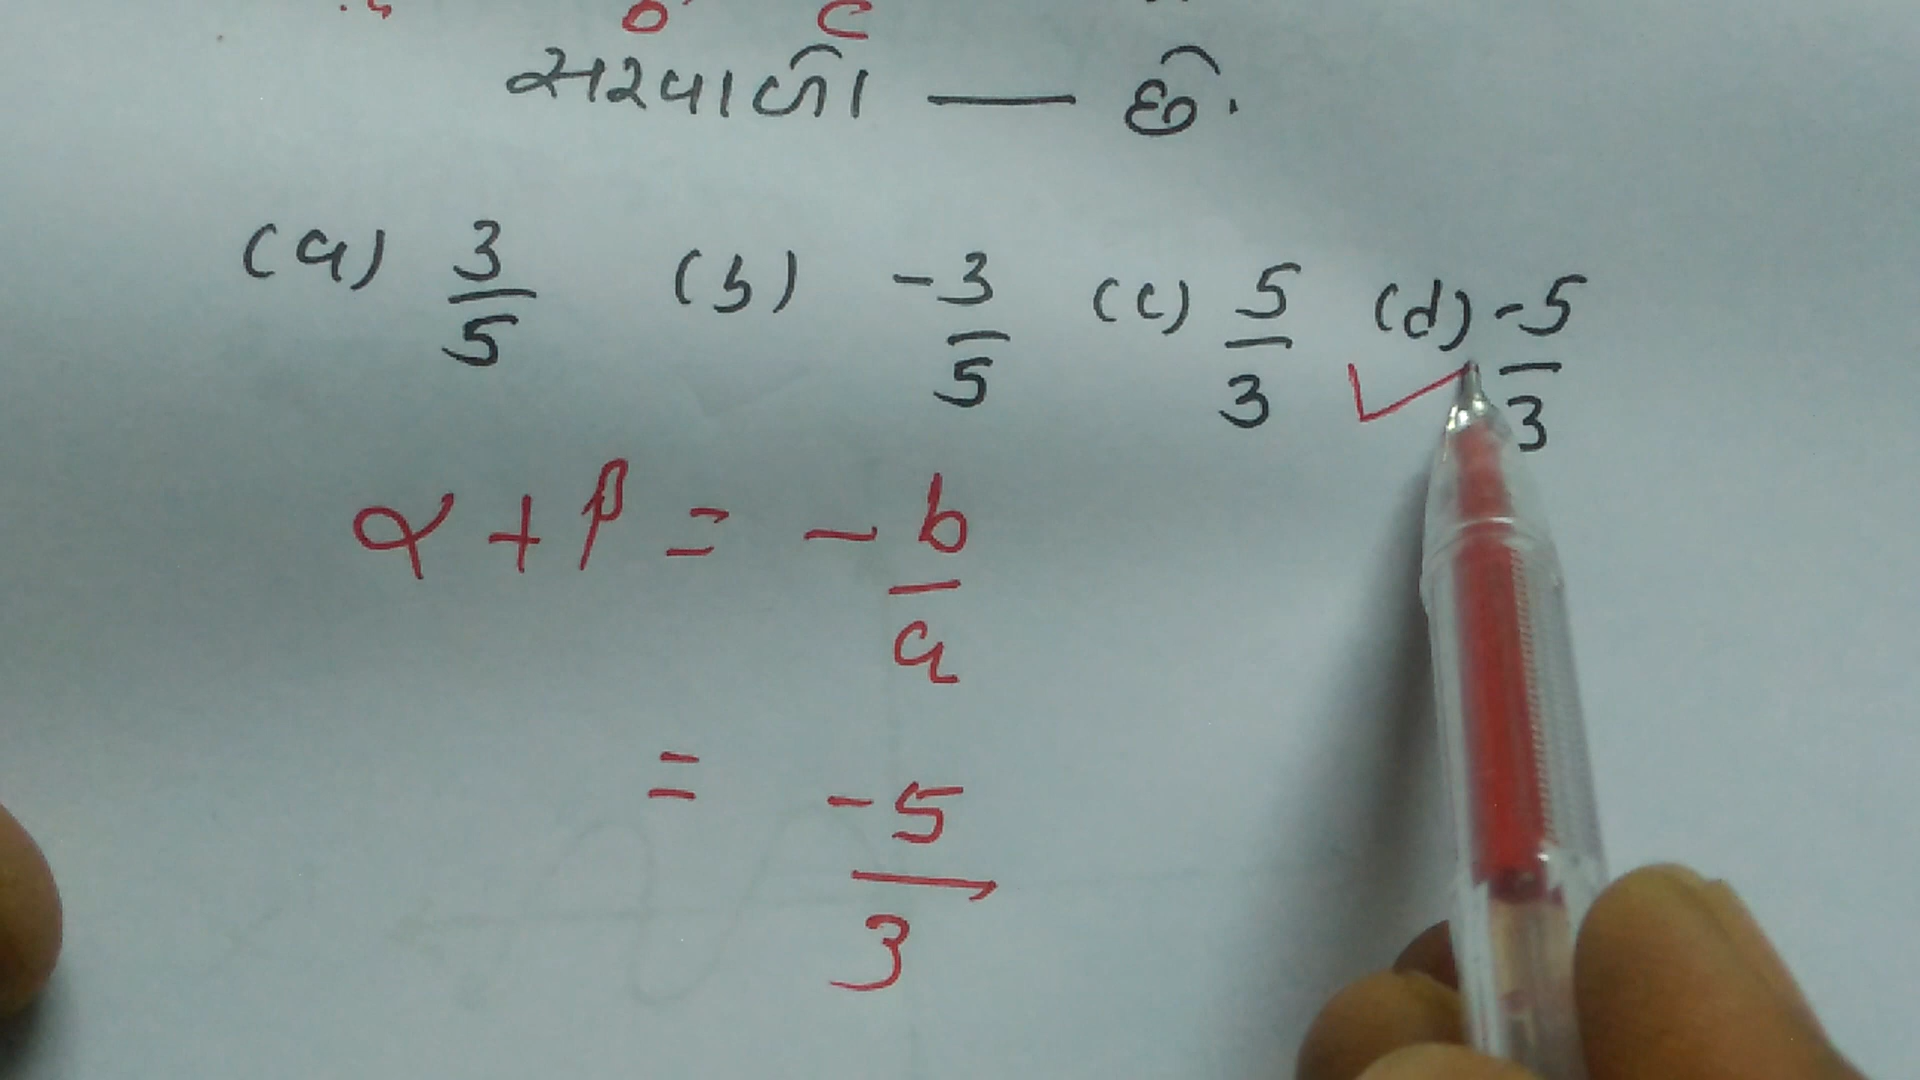 b c
સરવાળો — છે.
(a) 3/5 (b) -3/5 (c) 5/3 (d) -5/3
α + β = - b/a
= -5/3